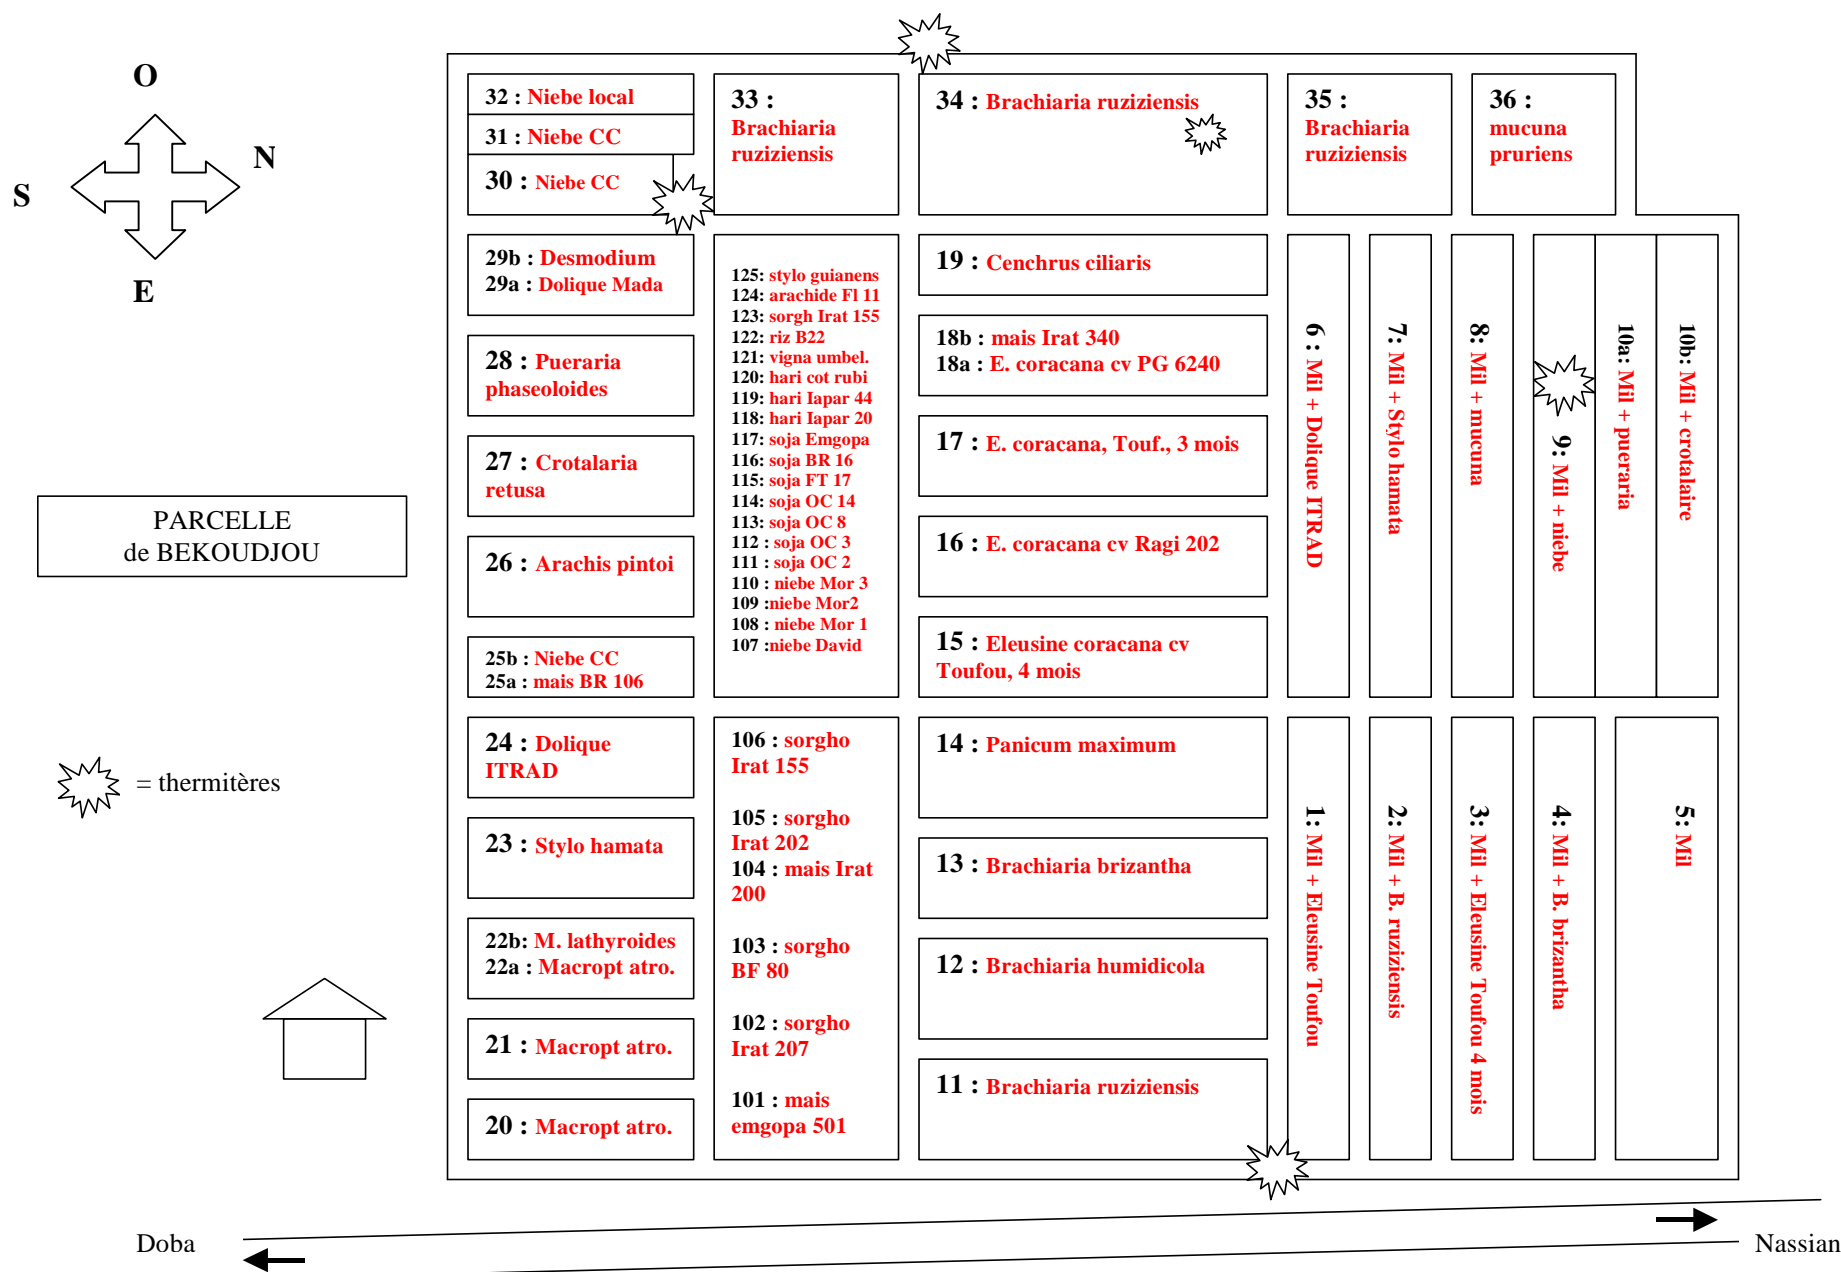 O
N
S
E
PARCELLE
de BEKOUDJOU
= thermitères
32 : Niebe local
31 : Niebe CC
30 : Niebe CC
33 :
Brachiaria
ruziziensis
34 : Brachiaria ruziziensis
35 :
Brachiaria
ruziziensis
36 :
mucuna
pruriens
29b : Desmodium
29a : Dolique Mada
28 : Pueraria
phaseoloides
27 : Crotalaria
retusa
26 : Arachis pintoi
25b : Niebe CC
25a : mais BR 106
24 : Dolique
ITRAD
23 : Stylo hamata
22b: M. lathyroides
22a : Macropt atro.
21 : Macropt atro.
20 : Macropt atro.
125: stylo guianens
124: arachide Fl 11
123: sorgh Irat 155
122: riz B22
121: vigna umbel.
120: hari cot rubi
119: hari Iapar 44
118: hari Iapar 20
117: soja Emgopa
116: soja BR 16
115: soja FT 17
114: soja OC 14
113: soja OC 8
112 : soja OC 3
111 : soja OC 2
110 : niebe Mor 3
109 :niebe Mor2
108 : niebe Mor 1
107 :niebe David
106 : sorgho
Irat 155
105 : sorgho
Irat 202
104 : mais Irat
200
103 : sorgho
BF 80
102 : sorgho
Irat 207
101 : mais
emgopa 501
19 : Cenchrus ciliaris
18b : mais Irat 340
18a : E. coracana cv PG 6240
17 : E. coracana, Touf., 3 mois
16 : E. coracana cv Ragi 202
15 : Eleusine coracana cv
Toufou, 4 mois
14 : Panicum maximum
13 : Brachiaria brizantha
12 : Brachiaria humidicola
11 : Brachiaria ruziziensis
6 : Mil + Dolique ITRAD
7: Mil + Stylo hamata
8: Mil + mucuna
9: Mil + niebe
10a: Mil + pueraria
10b: Mil + crotalaire
1: Mil + Eleusine Toufou
2: Mil + B. ruziziensis
3: Mil + Eleusine Toufou 4 mois
4: Mil + B. brizantha
5: Mil
Doba
Nassian